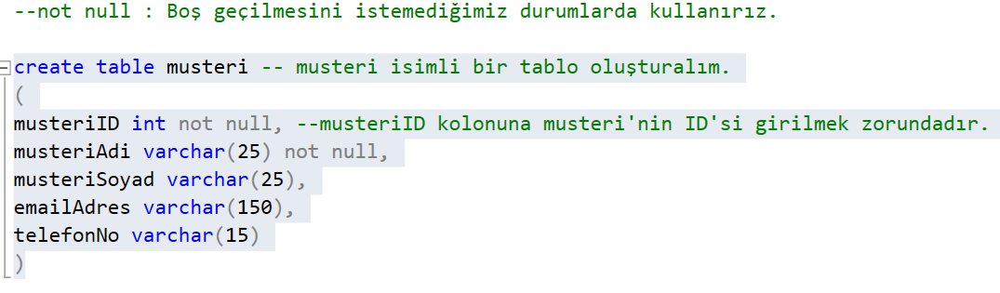 --not null : Boş geçilmesini istemediğimiz durumlarda kullanırız.
create table musteri -- musteri isimli bir tablo oluşturalım.
(
musteriID int not null, --musteriID kolonuna musteri'nin ID'si girilmek zorundadır.
musteriAdi varchar(25) not null,
musteriSoyad varchar(25),
emailAdres varchar(150),
telefonNo varchar(15)
)